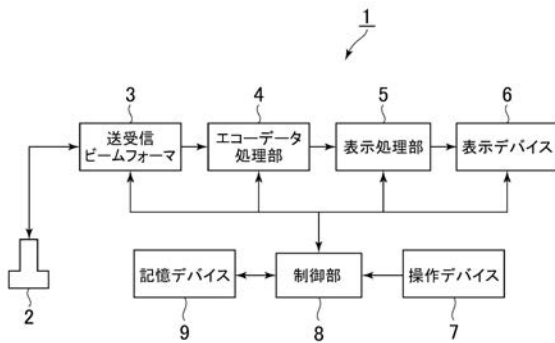 1
3
4
5
6
送受信
ビームフォーマ
エコーデータ
処理部
表示処理部
表示デバイス
記憶デバイス
制御部
操作デバイス
2
9
8
7